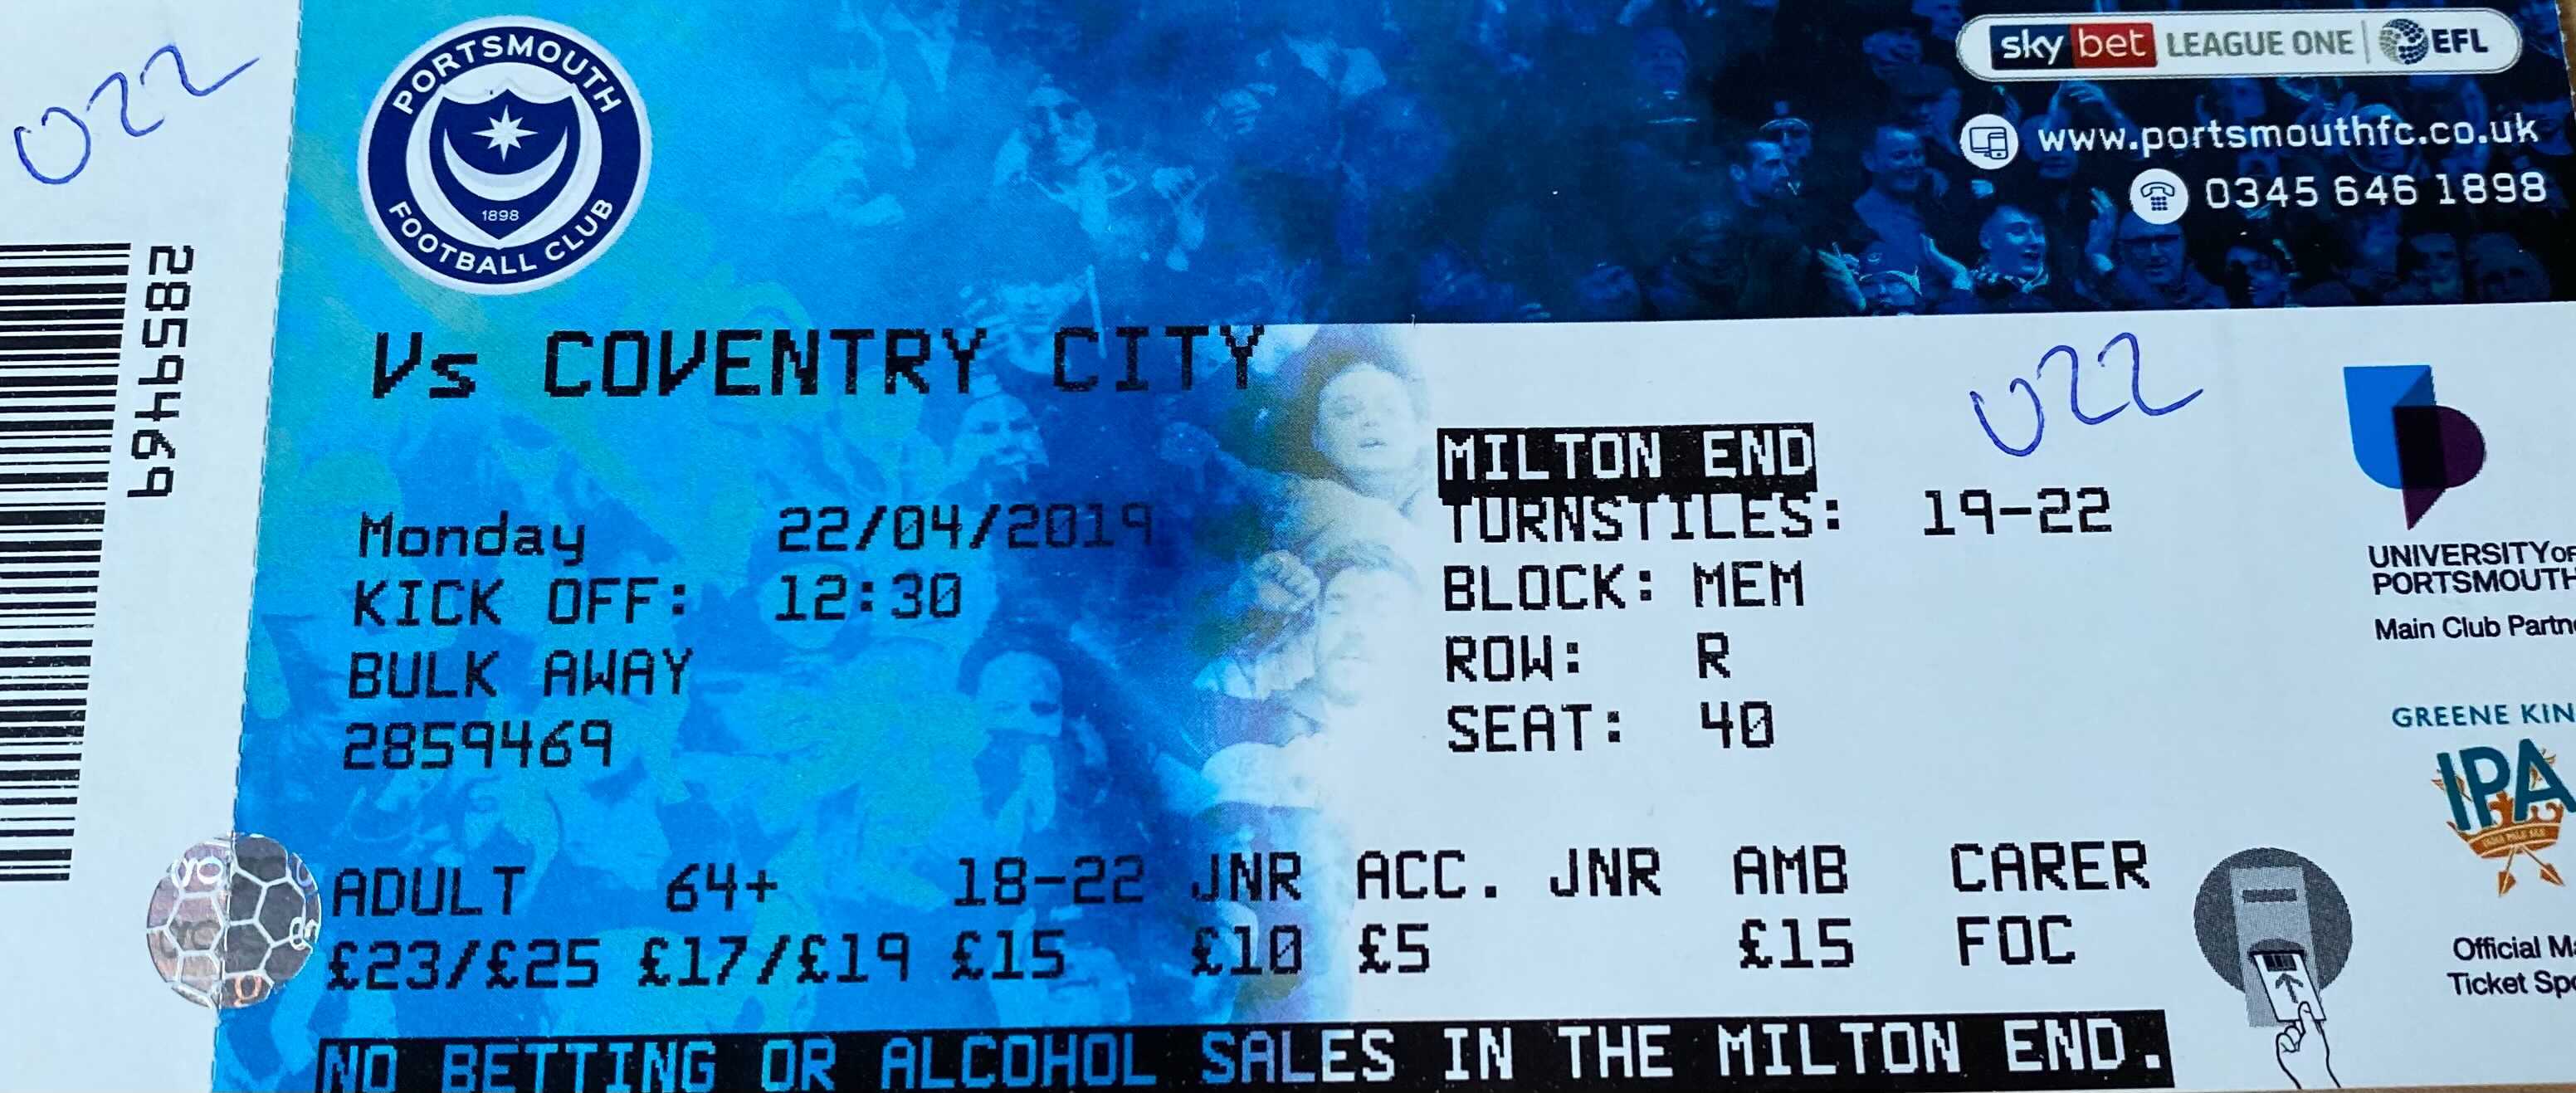 U22
28594694
PORTSMOUTH
FOOTBALL CLUB
1898
sky bet LEAGUE ONE EFL
www.portsmouthfc.co.uk
0345 646 1898
Vs COVENTRY CITY
U22
Monday 22/04/2019
KICK OFF: 12:30
BULK AWAY
2859469
MILTON END
TURNSTILES: 19-22
BLOCK: MEM
ROW: R
SEAT: 40
UNIVERSITY OF
PORTSMOUTH
Main Club Partne
GREENE KIN
IPA
Official Ma
Ticket Spo
ADULT 64+ 18-22 JNR ACC. JNR AMB CARER
£23/£25 £17/£19 £15 £10 £5 £15 FOC
NO BETTING OR ALCOHOL SALES IN THE MILTON END.